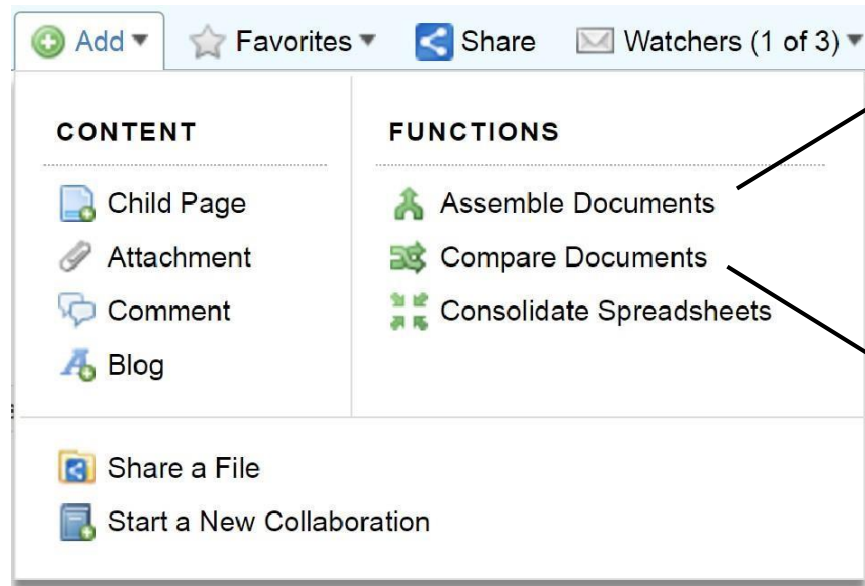 Add Favorites Share Watchers (1 of 3)
CONTENT
Child Page
Attachment
Comment
Blog
FUNCTIONS
Assemble Documents
Compare Documents
Consolidate Spreadsheets
Share a File
Start a New Collaboration